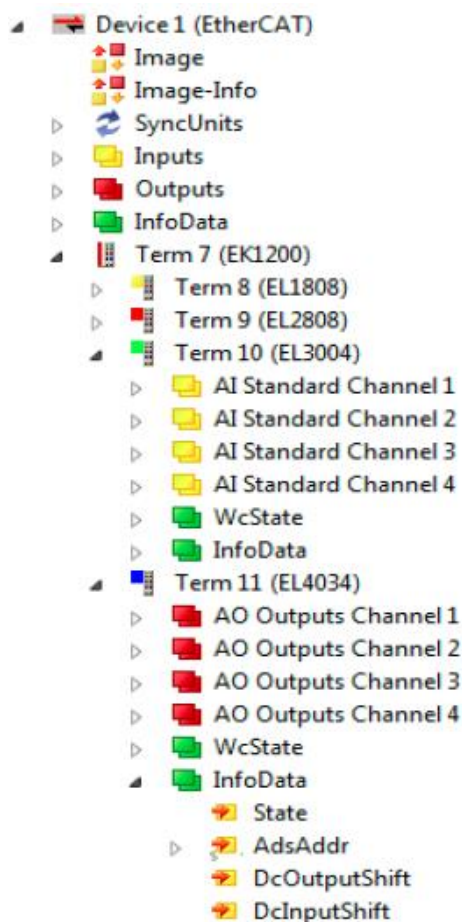 Device 1 (EtherCAT)
Image
Image-Info
SyncUnits
Inputs
Outputs
InfoData
Term 7 (EK1200)
Term 8 (EL1808)
Term 9 (EL2808)
Term 10 (EL3004)
AI Standard Channel 1
AI Standard Channel 2
AI Standard Channel 3
AI Standard Channel 4
WcState
InfoData
Term 11 (EL4034)
AO Outputs Channel 1
AO Outputs Channel 2
AO Outputs Channel 3
AO Outputs Channel 4
WcState
InfoData
State
AdsAddr
DcOutputShift
DcInputShift